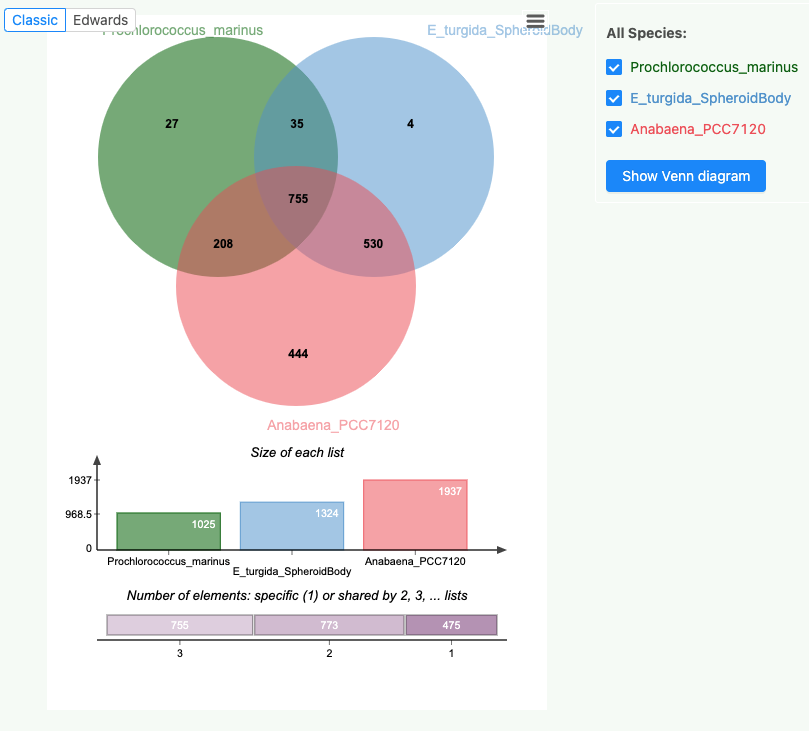 Classic Edwards
Prochlorococcus_marinus
E_turgida_SpheroidBody
27
35
4
755
208
530
444
Anabaena_PCC7120
All Species:
Prochlorococcus_marinus
E_turgida_SpheroidBody
Anabaena_PCC7120
Show Venn diagram
Size of each list
1937
968.5
0
1025
1324
1937
Prochlorococcus_marinus
E_turgida_SpheroidBody
Anabaena_PCC7120
Number of elements: specific (1) or shared by 2, 3, ... lists
755 773 475
3 2 1